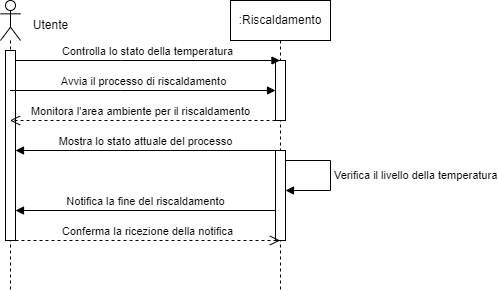 Utente
:Riscaldamento
Controlla lo stato della temperatura
Avvia il processo di riscaldamento
Monitora l'area ambiente per il riscaldamento
Mostra lo stato attuale del processo
Verifica il livello della temperatura
Notifica la fine del riscaldamento
Conferma la ricezione della notifica